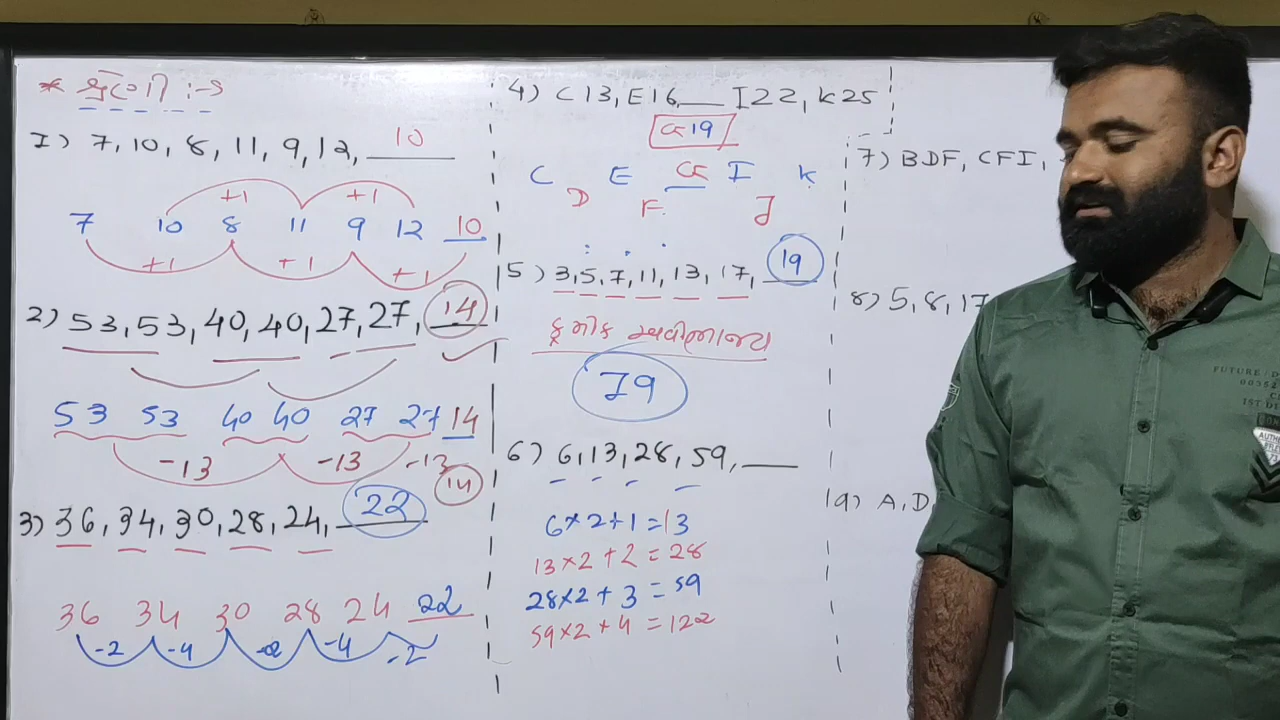 * શ્રેણી :→
1) 7, 10, 8, 11, 9, 12, 10
+1 +1
7 10 8 11 9 12 10
+1 +1 +1
2) 53, 53, 40, 40, 27, 27, 14
53 53 40 40 27 27 14
-13 -13 -13
14
3) 36, 34, 30, 28, 24, 22
36 34 30 28 24 22
-2 -4 -2 -4 -2
4) C13, E16, __ I22, K25
G19
C E G I K
D F J
5) 3, 5, 7, 11, 13, 17, 19
ક્રમીક અવિભાજ્ય
19
6) 6, 13, 28, 59, __
6×2+1=13
13×2+2=28
28×2+3=59
59×2+4=122
7) BDF, CFI,
8) 5, 8, 17
9) A, D
FUTURE